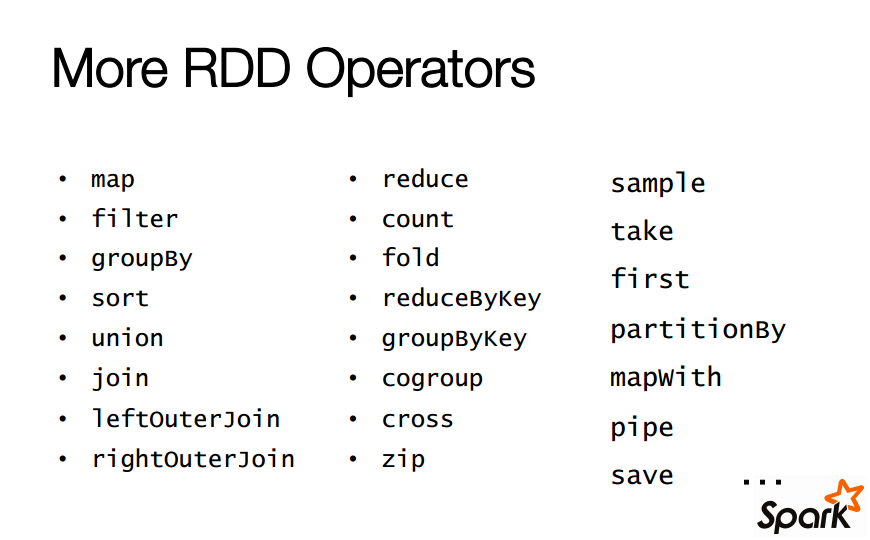 More RDD Operators
• map
• filter
• groupBy
• sort
• union
• join
• leftOuterJoin
• rightOuterJoin
• reduce
• count
• fold
• reduceByKey
• groupByKey
• cogroup
• cross
• zip
sample
take
first
partitionBy
mapWith
pipe
save ...
Spark